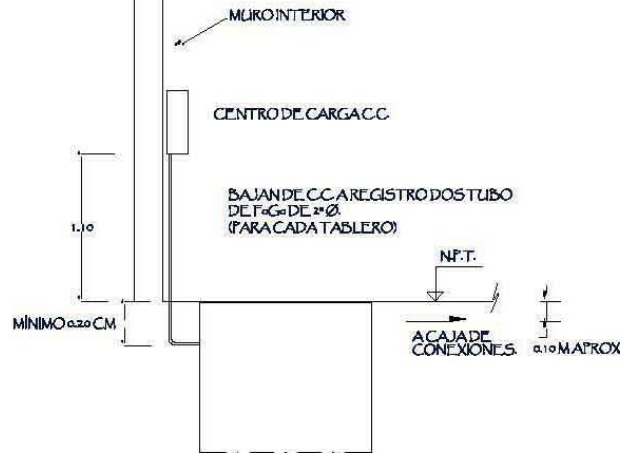 MURO INTERIOR
CENTRO DE CARGA C.C.
BAJAN DE C.C. A REGISTRO DOS TUBO
DE FoGo DE 2" Ø.
(PARA CADA TABLERO)
1.10
N.P.T.
MÍNIMO 0.20 CM
A CAJA DE
CONEXIONES.
0.10 M APROX